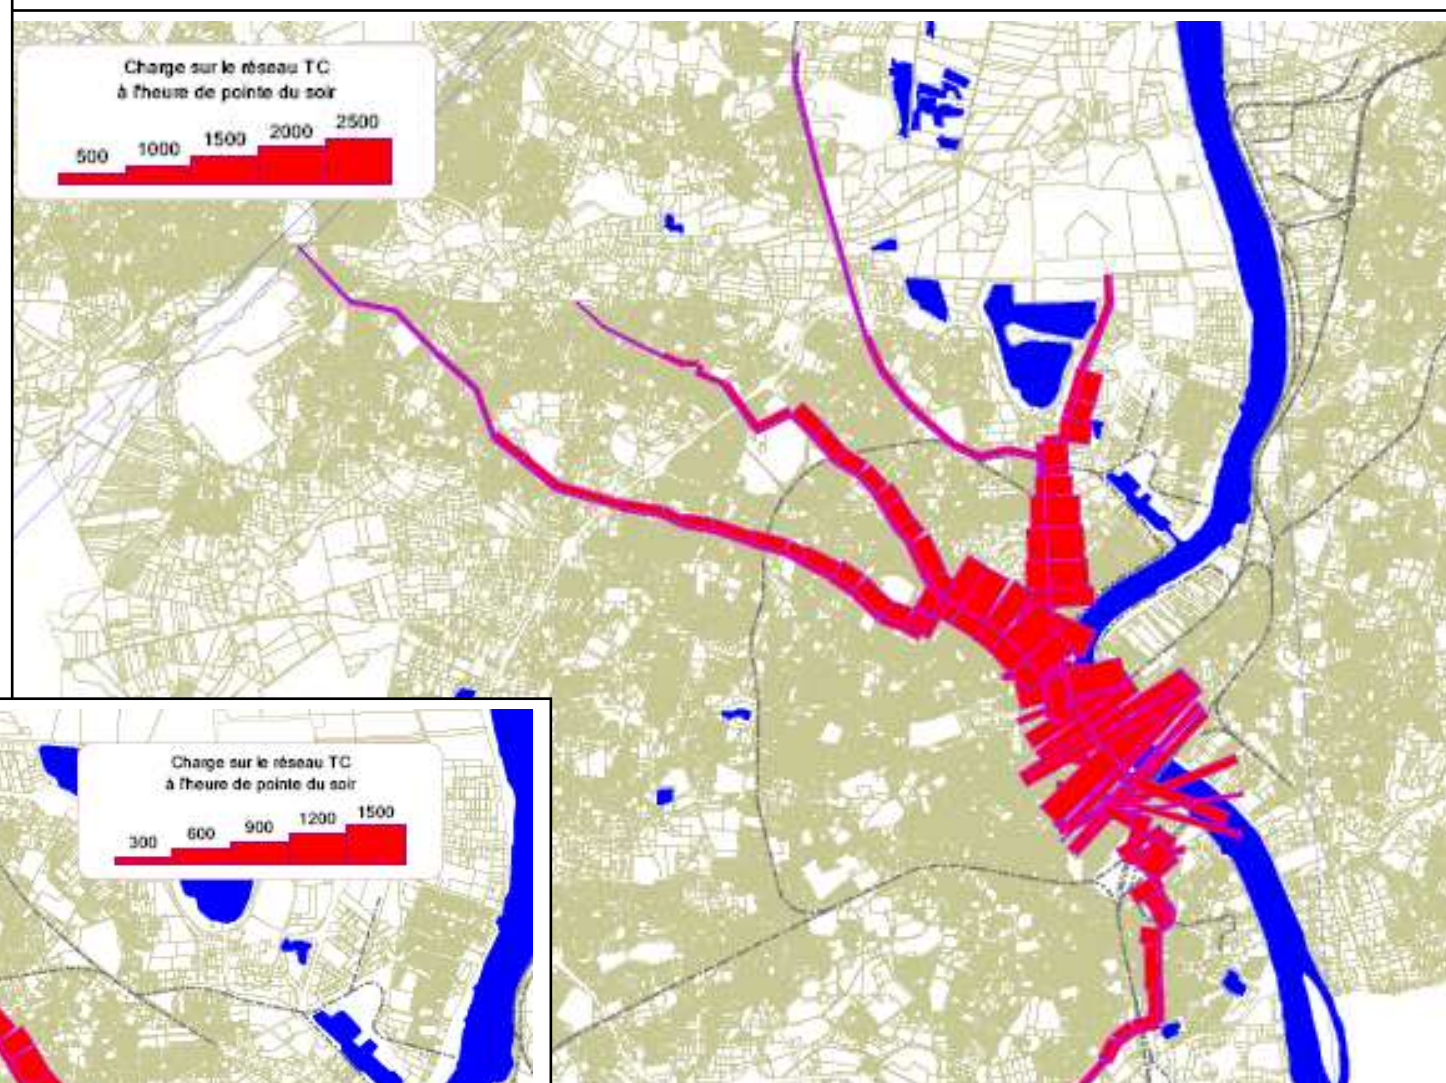 Charge sur le réseau TC
à l'heure de pointe du soir
500 1000 1500 2000 2500
Charge sur le réseau TC
à l'heure de pointe du soir
300 600 900 1200 1500